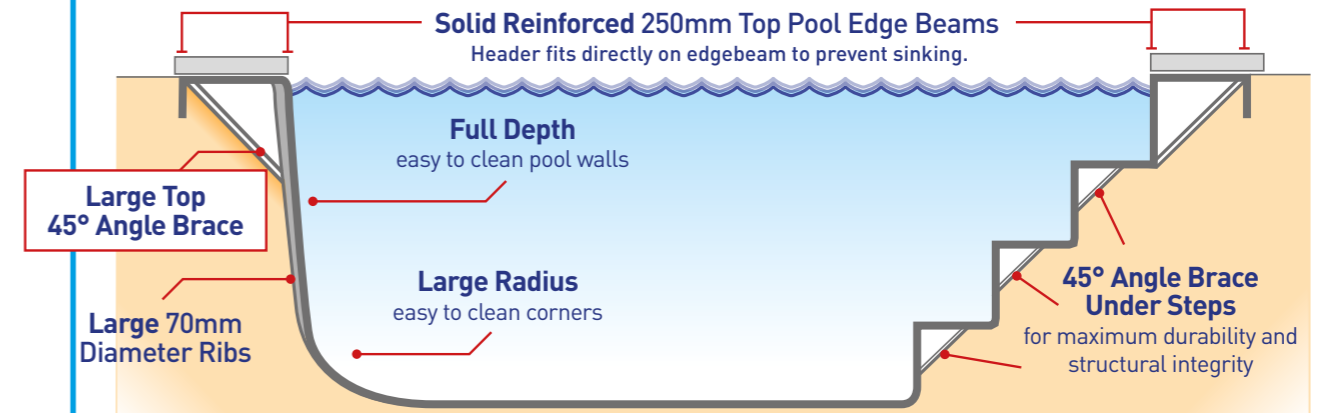 Solid Reinforced 250mm Top Pool Edge Beams
Header fits directly on edgebeam to prevent sinking.
Full Depth
easy to clean pool walls
Large Top
45° Angle Brace
Large Radius
easy to clean corners
Large 70mm
Diameter Ribs
45° Angle Brace
Under Steps
for maximum durability and
structural integrity